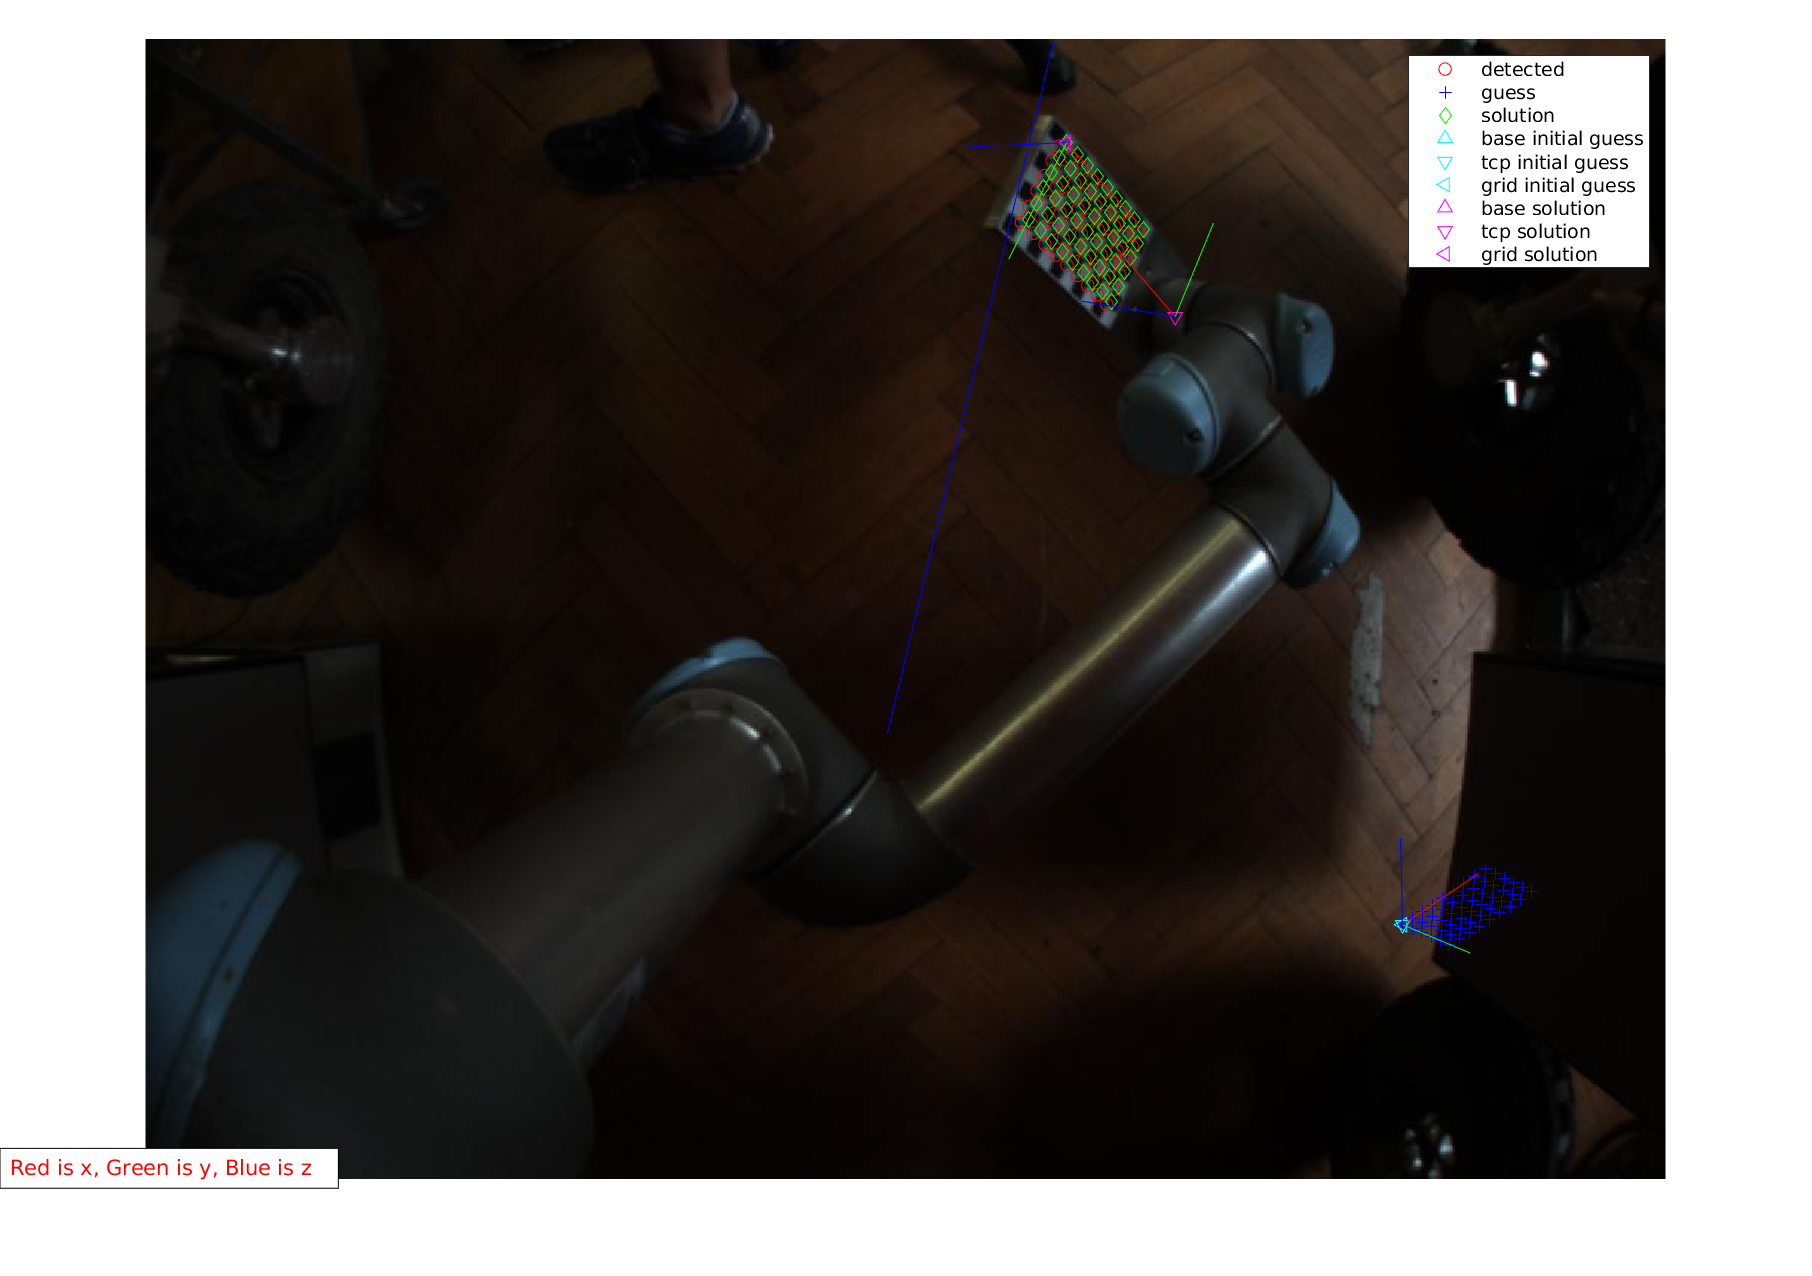 detected
guess
solution
base initial guess
tcp initial guess
grid initial guess
base solution
tcp solution
grid solution
Red is x, Green is y, Blue is z